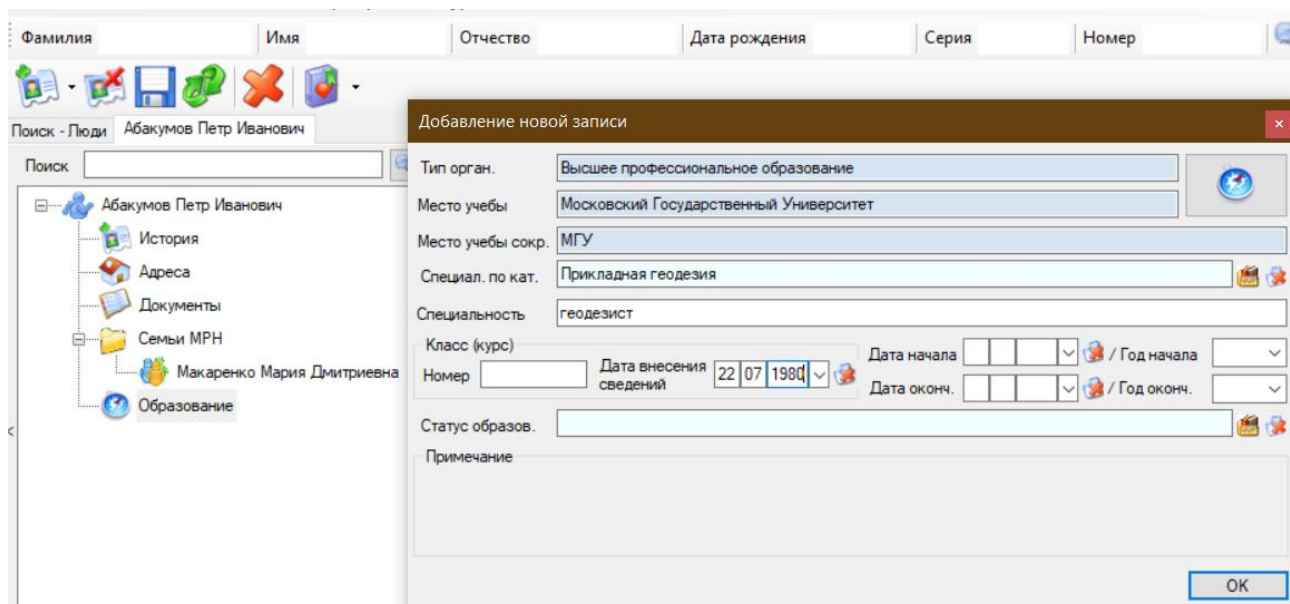 Фамилия Имя Отчество Дата рождения Серия Номер
Поиск - Люди Абакумов Петр Иванович
Поиск
Абакумов Петр Иванович
История
Адреса
Документы
Семьи МРН
Макаренко Мария Дмитриевна
Образование
Добавление новой записи
Тип орган. Высшее профессиональное образование
Место учебы Московский Государственный Университет
Место учебы сокр. МГУ
Специал. по кат. Прикладная геодезия
Специальность геодезист
Класс (курс)
Номер
Дата внесения
сведений
22 07 1980
Дата начала / Год начала
Дата оконч. / Год оконч.
Статус образов.
Примечание
OK